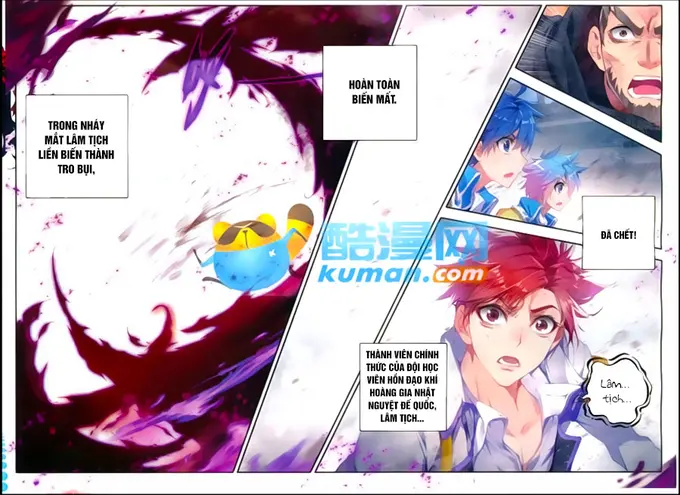 TRONG NHÁY
MẮT LÂM TỊCH
LIỀN BIẾN THÀNH
TRO BỤI,
HOÀN TOÀN
BIẾN MẤT.
酷漫网
kuman.com
K
ĐÃ CHẾT!
THÀNH VIÊN CHÍNH
THỨC CỦA ĐỘI HỌC
VIÊN HỒN ĐẠO KHÍ
HOÀNG GIA NHẬT
NGUYỆT ĐẾ QUỐC,
LÂM TỊCH...
Lâm...
tịch...